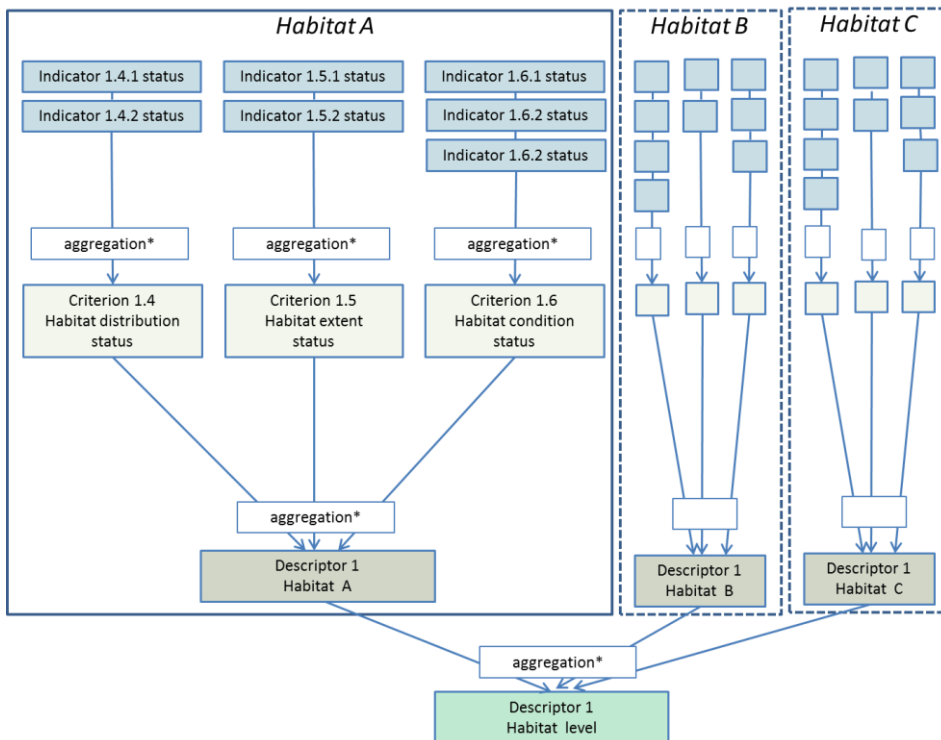 Habitat A
Habitat B
Habitat C
Indicator 1.4.1 status
Indicator 1.5.1 status
Indicator 1.6.1 status
Indicator 1.4.2 status
Indicator 1.5.2 status
Indicator 1.6.2 status
Indicator 1.6.2 status
aggregation*
aggregation*
aggregation*
Criterion 1.4
Habitat distribution
status
Criterion 1.5
Habitat extent
status
Criterion 1.6
Habitat condition
status
aggregation*
Descriptor 1
Habitat A
Descriptor 1
Habitat B
Descriptor 1
Habitat C
aggregation*
Descriptor 1
Habitat level